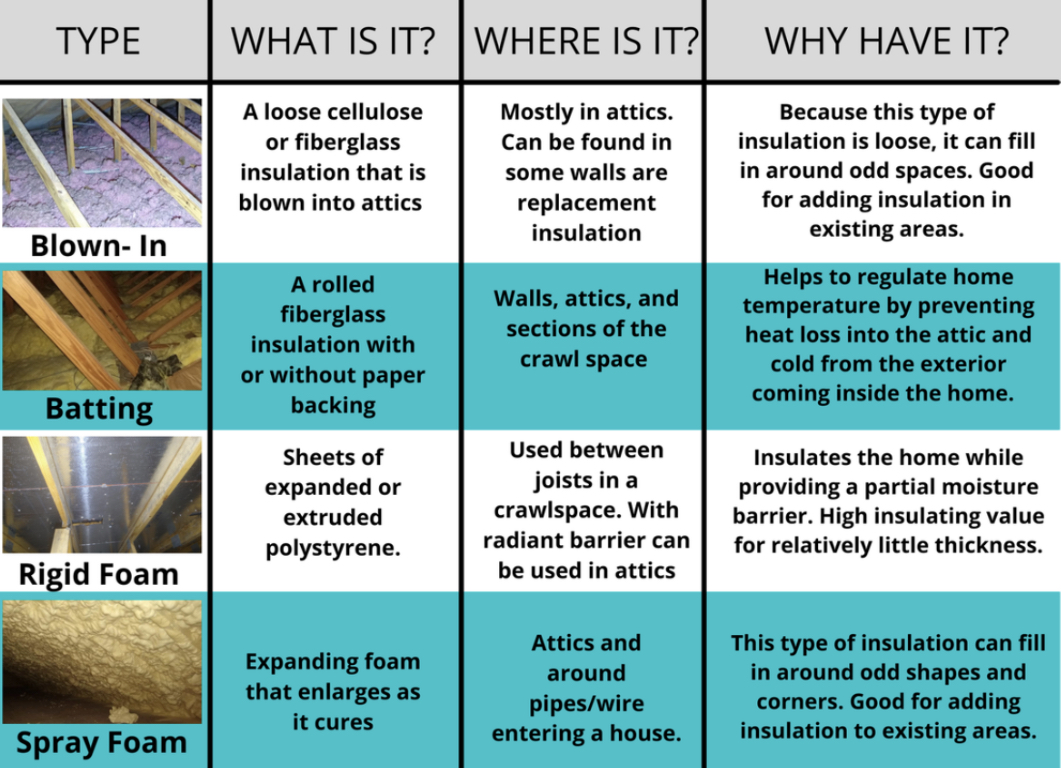 TYPE
WHAT IS IT?
WHERE IS IT?
WHY HAVE IT?
Blown- In
A loose cellulose
or fiberglass
insulation that is
blown into attics
Mostly in attics.
Can be found in
some walls are
replacement
insulation
Because this type of
insulation is loose, it can fill
in around odd spaces. Good
for adding insulation in
existing areas.
Batting
A rolled
fiberglass
insulation with
or without paper
backing
Walls, attics, and
sections of the
crawl space
Helps to regulate home
temperature by preventing
heat loss into the attic and
cold from the exterior
coming inside the home.
Rigid Foam
Sheets of
expanded or
extruded
polystyrene.
Used between
joists in a
crawlspace. With
radiant barrier can
be used in attics
Insulates the home while
providing a partial moisture
barrier. High insulating value
for relatively little thickness.
Spray Foam
Expanding foam
that enlarges as
it cures
Attics and
around
pipes/wire
entering a house.
This type of insulation can fill
in around odd shapes and
corners. Good for adding
insulation to existing areas.